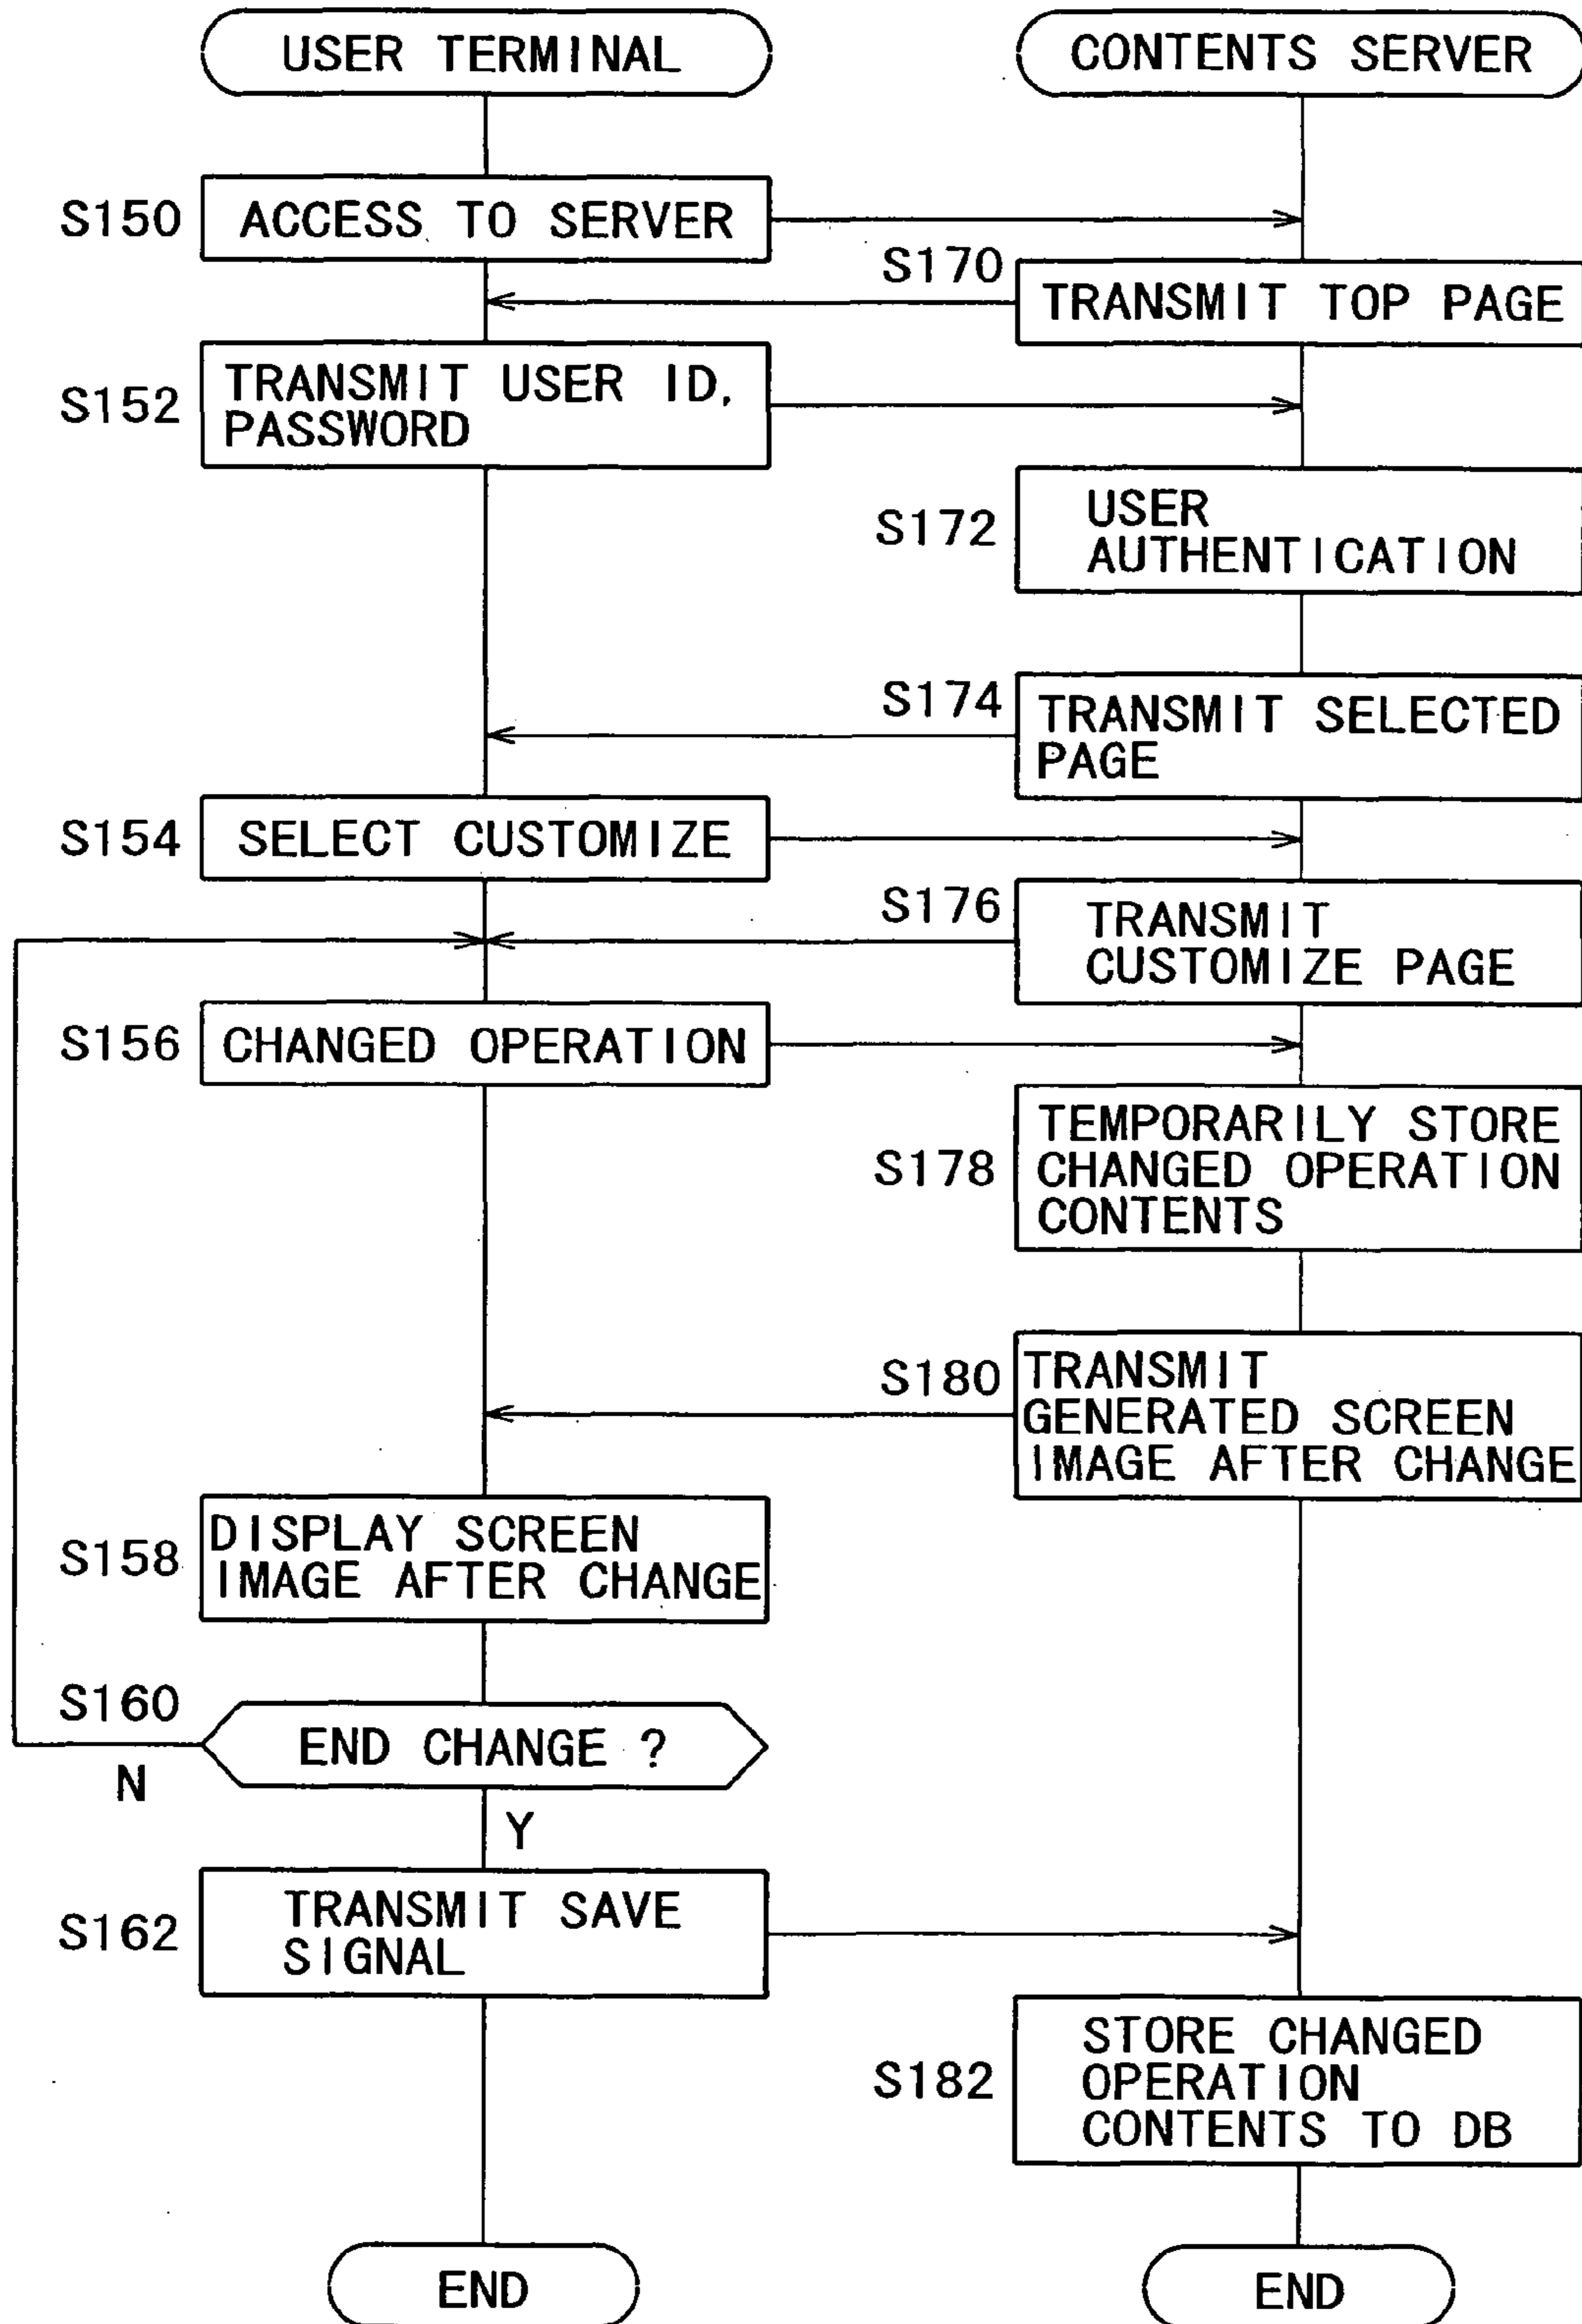 USER TERMINAL
CONTENTS SERVER
S150
ACCESS TO SERVER
S170
TRANSMIT TOP PAGE
S152
TRANSMIT USER ID,
PASSWORD
S172
USER
AUTHENTICATION
S174
TRANSMIT SELECTED
PAGE
S154
SELECT CUSTOMIZE
S176
TRANSMIT
CUSTOMIZE PAGE
S156
CHANGED OPERATION
S178
TEMPORARILY STORE
CHANGED OPERATION
CONTENTS
S180
TRANSMIT
GENERATED SCREEN
IMAGE AFTER CHANGE
S158
DISPLAY SCREEN
IMAGE AFTER CHANGE
S160
END CHANGE ?
N
Y
S162
TRANSMIT SAVE
SIGNAL
S182
STORE CHANGED
OPERATION
CONTENTS TO DB
END
END